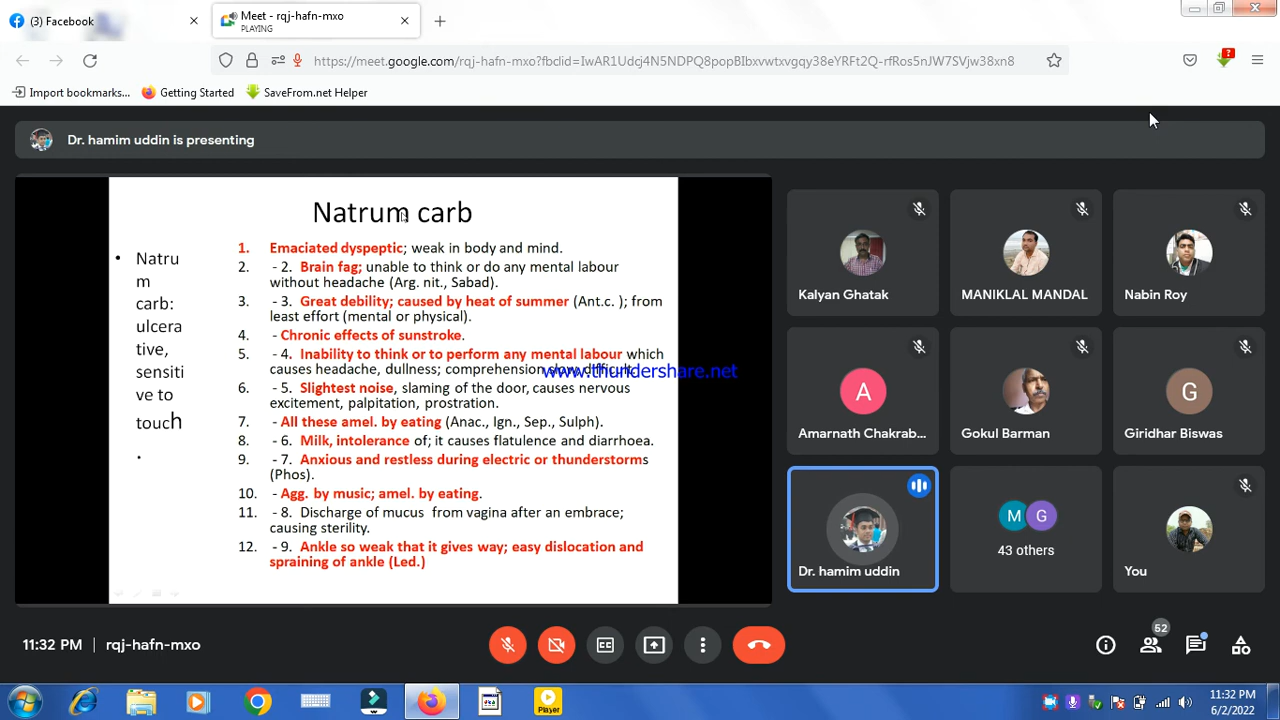 (3) Facebook
Meet - rqj-hafn-mxo
PLAYING
https://meet.google.com/rqj-hafn-mxo?fbclid=IwAR1Udcj4N5NDPQ8popBIbxvwtxvgqy38eYRFt2Q-rfRos5nJW7SVjw38xn8
Import bookmarks...
Getting Started
SaveFrom.net Helper
Dr. hamim uddin is presenting
Natrum carb
• Natru
m
carb:
ulcera
tive,
sensiti
ve to
touch
.
1. Emaciated dyspeptic; weak in body and mind.
2. - 2. Brain fag; unable to think or do any mental labour
without headache (Arg. nit., Sabad).
3. - 3. Great debility; caused by heat of summer (Ant.c. ); from
least effort (mental or physical).
4. - Chronic effects of sunstroke.
5. - 4. Inability to think or to perform any mental labour which
causes headache, dullness; comprehension slow, difficult.
www.thundershare.net
6. - 5. Slightest noise, slaming of the door, causes nervous
excitement, palpitation, prostration.
7. - All these amel. by eating (Anac., Ign., Sep., Sulph).
8. - 6. Milk, intolerance of; it causes flatulence and diarrhoea.
9. - 7. Anxious and restless during electric or thunderstorms
(Phos).
10. - Agg. by music; amel. by eating.
11. - 8. Discharge of mucus from vagina after an embrace;
causing sterility.
12. - 9. Ankle so weak that it gives way; easy dislocation and
spraining of ankle (Led.)
Kalyan Ghatak
MANIKLAL MANDAL
Nabin Roy
A
G
Amarnath Chakrab...
Gokul Barman
Giridhar Biswas
M G
43 others
Dr. hamim uddin
You
11:32 PM | rqj-hafn-mxo
52
Player
11:32 PM
6/2/2022